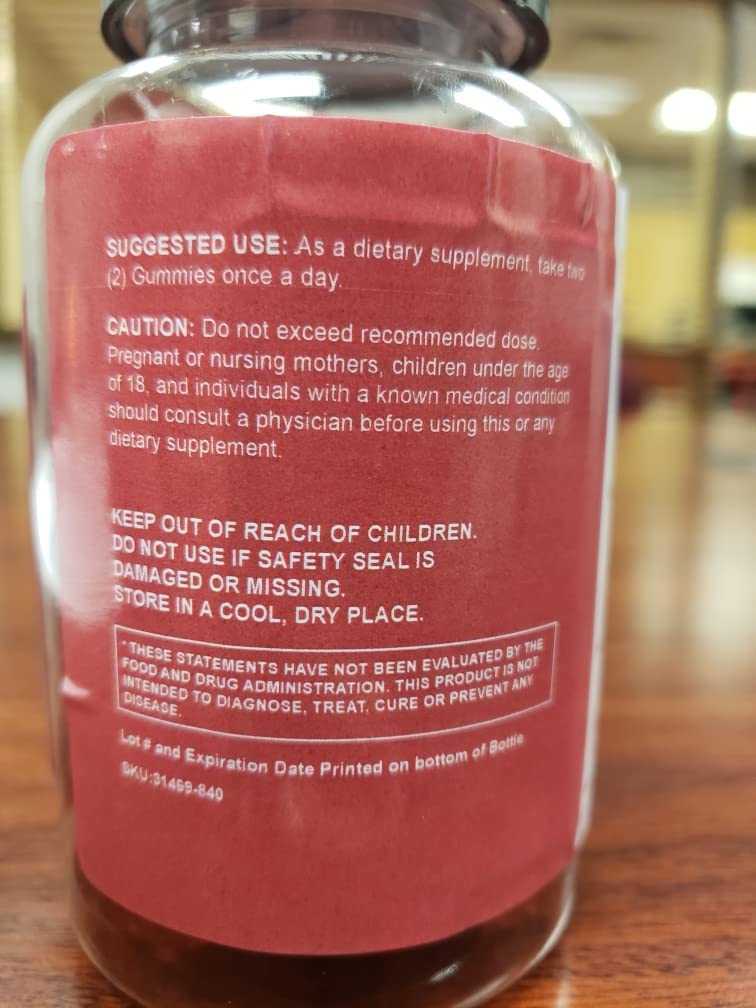 SUGGESTED USE: As a dietary supplement, take two
(2) Gummies once a day.
CAUTION: Do not exceed recommended dose.
Pregnant or nursing mothers, children under the age
of 18, and individuals with a known medical condition
should consult a physician before using this or any
dietary supplement.
KEEP OUT OF REACH OF CHILDREN.
DO NOT USE IF SAFETY SEAL IS
DAMAGED OR MISSING.
STORE IN A COOL, DRY PLACE.
* THESE STATEMENTS HAVE NOT BEEN EVALUATED BY THE
FOOD AND DRUG ADMINISTRATION. THIS PRODUCT IS NOT
INTENDED TO DIAGNOSE, TREAT, CURE OR PREVENT ANY
DISEASE.
Lot # and Expiration Date Printed on bottom of Bottle
SKU:31469-840